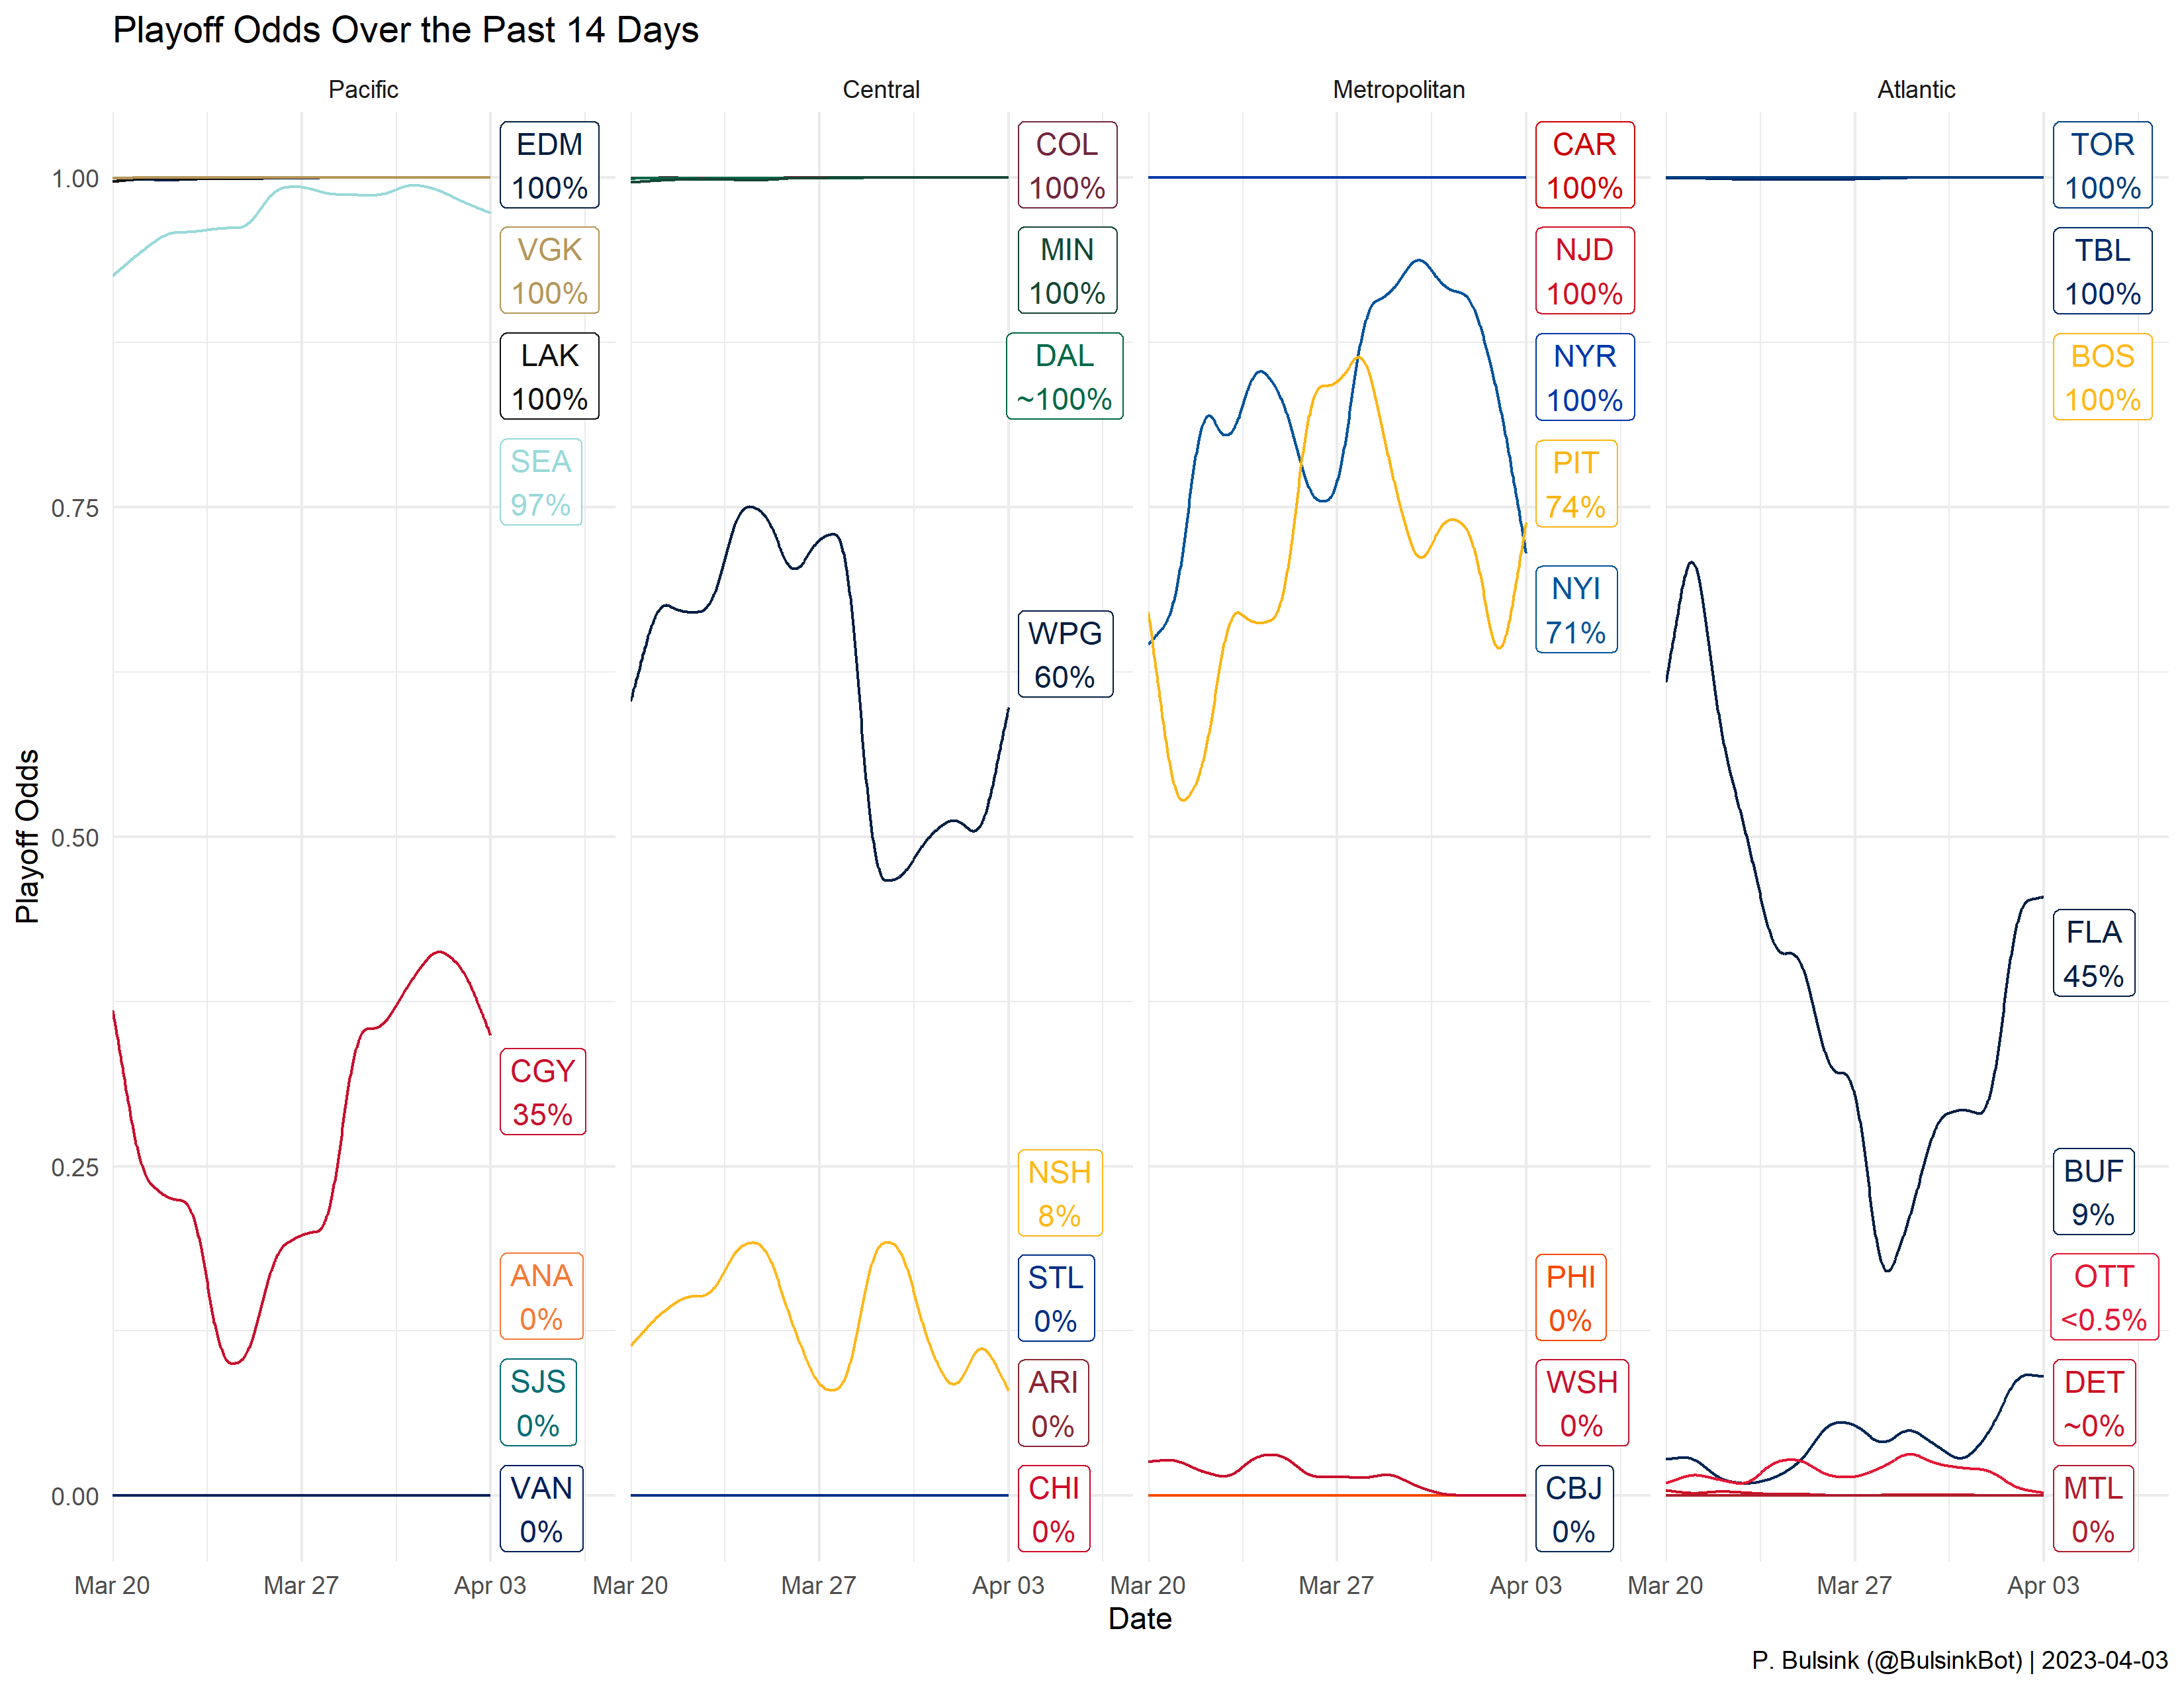 Playoff Odds Over the Past 14 Days
Pacific
Central
Metropolitan
Atlantic
Playoff Odds
1.00
0.75
0.50
0.25
0.00
EDM
100%
VGK
100%
LAK
100%
SEA
97%
CGY
35%
ANA
0%
SJS
0%
VAN
0%
COL
100%
MIN
100%
DAL
~100%
WPG
60%
NSH
8%
STL
0%
ARI
0%
CHI
0%
CAR
100%
NJD
100%
NYR
100%
PIT
74%
NYI
71%
PHI
0%
WSH
0%
CBJ
0%
TOR
100%
TBL
100%
BOS
100%
FLA
45%
BUF
9%
OTT
<0.5%
DET
~0%
MTL
0%
Mar 20 Mar 27 Apr 03
Mar 20 Mar 27 Apr 03
Mar 20 Mar 27 Apr 03
Mar 20 Mar 27 Apr 03
Date
P. Bulsink (@BulsinkBot) | 2023-04-03